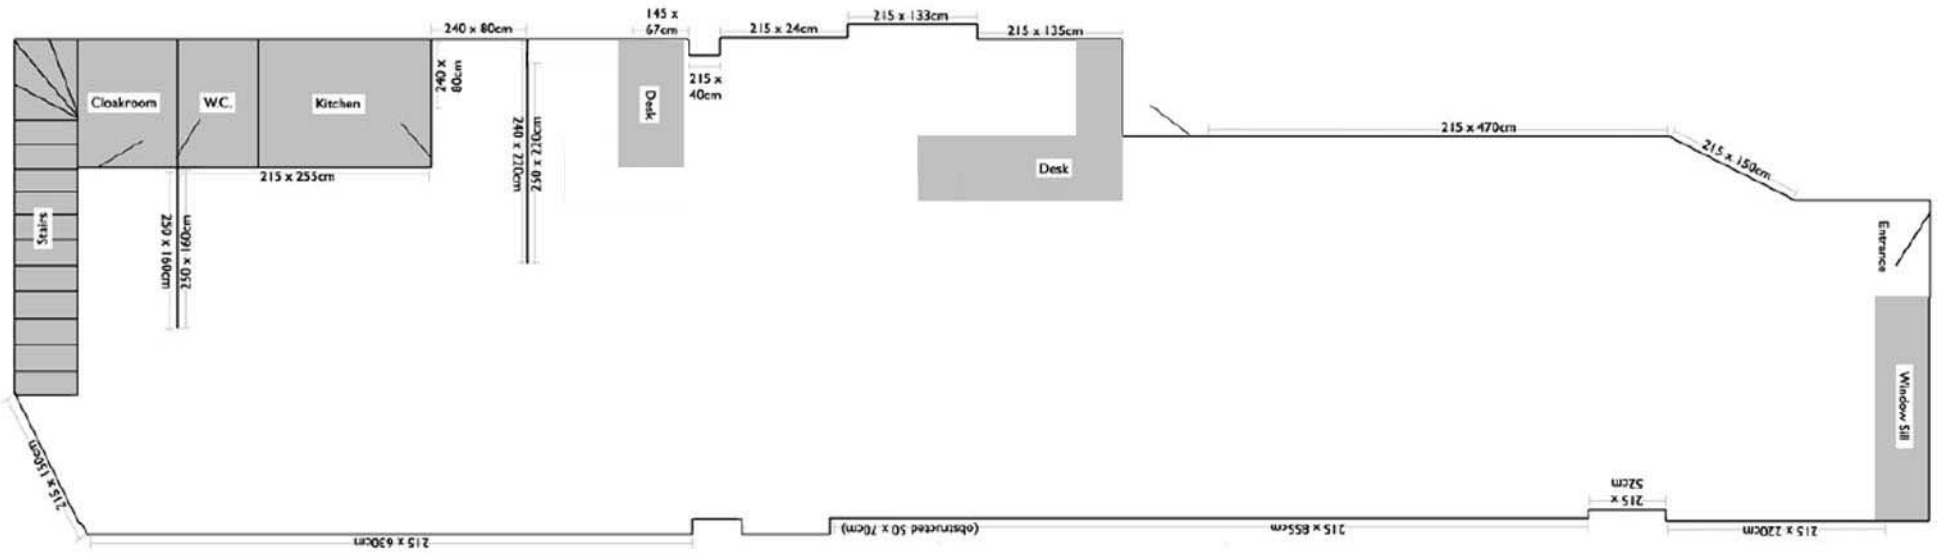 145 x
67cm
215 x 133cm
240 x 80cm
215 x 24cm
215 x 135cm
240 x
80cm
215 x
40cm
Cloakroom
W.C.
Kitchen
Desk
240 x 220cm
250 x 220cm
215 x 470cm
215 x 150cm
Desk
215 x 255cm
Stairs
250 x 160cm
250 x 160cm
Entrance
Window Sill
215 x 150cm
215 x
52cm
215 x 630cm
(obstructed 50 x 70cm)
215 x 855cm
215 x 220cm